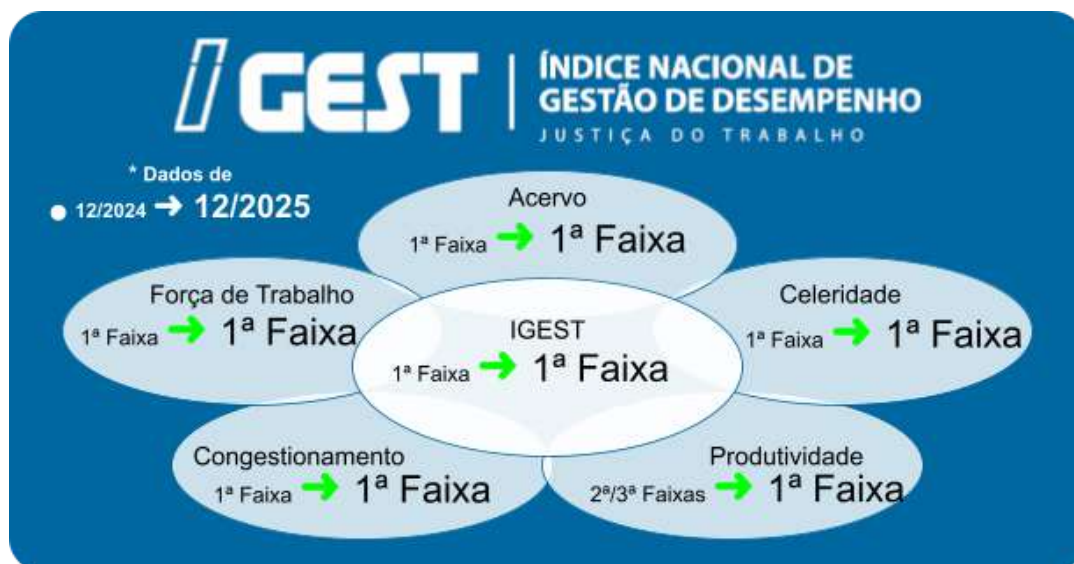 IGEST
ÍNDICE NACIONAL DE
GESTÃO DE DESEMPENHO
JUSTIÇA DO TRABALHO
* Dados de
12/2024 ➜ 12/2025
Acervo
1ª Faixa ➜ 1ª Faixa
Força de Trabalho
1ª Faixa ➜ 1ª Faixa
Celeridade
1ª Faixa ➜ 1ª Faixa
IGEST
1ª Faixa ➜ 1ª Faixa
Congestionamento
1ª Faixa ➜ 1ª Faixa
Produtividade
2ª/3ª Faixas ➜ 1ª Faixa